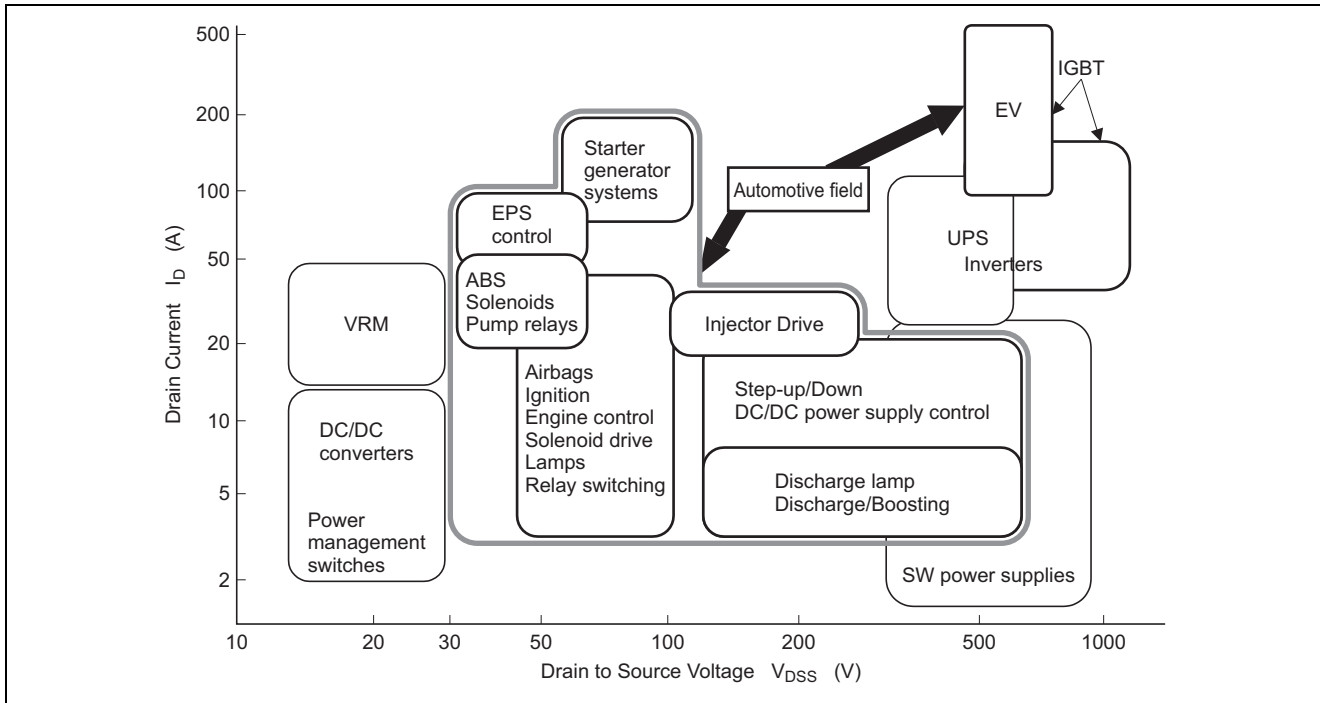 500
200
100
50
20
10
5
2
Drain Current I_D (A)
10
20
30
50
100
200
500
1000
Drain to Source Voltage V_DSS (V)
VRM
DC/DC
converters
Power
management
switches
EPS
control
ABS
Solenoids
Pump relays
Starter
generator
systems
Airbags
Ignition
Engine control
Solenoid drive
Lamps
Relay switching
Automotive field
Injector Drive
Step-up/Down
DC/DC power supply control
Discharge lamp
Discharge/Boosting
EV
IGBT
UPS
Inverters
SW power supplies